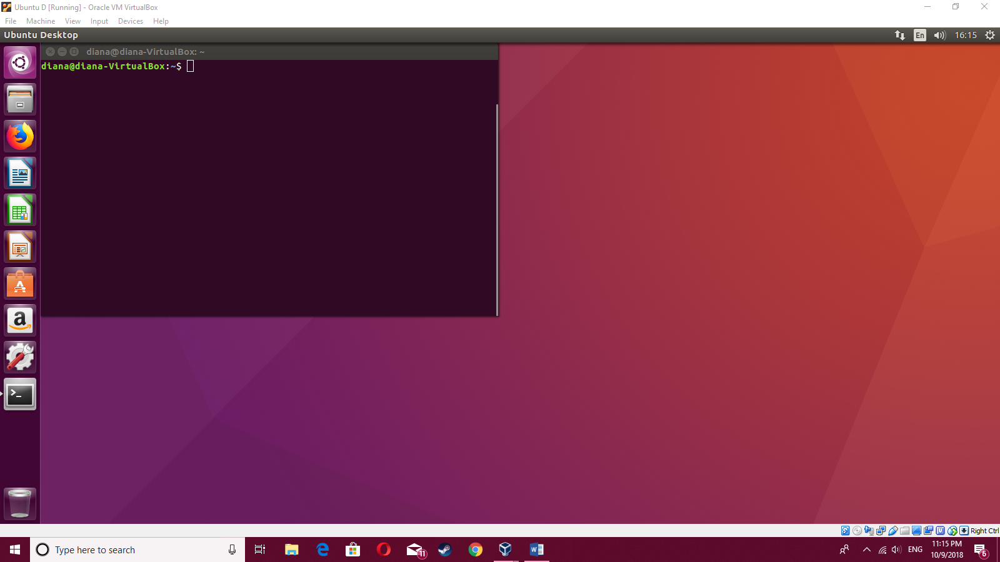 Ubuntu D [Running] - Oracle VM VirtualBox
File Machine View Input Devices Help
Ubuntu Desktop En 16:15
diana@diana-VirtualBox: ~
diana@diana-VirtualBox:~$
a
>_
Right Ctrl
Type here to search 11 ENG 11:15 PM
10/9/2018 6